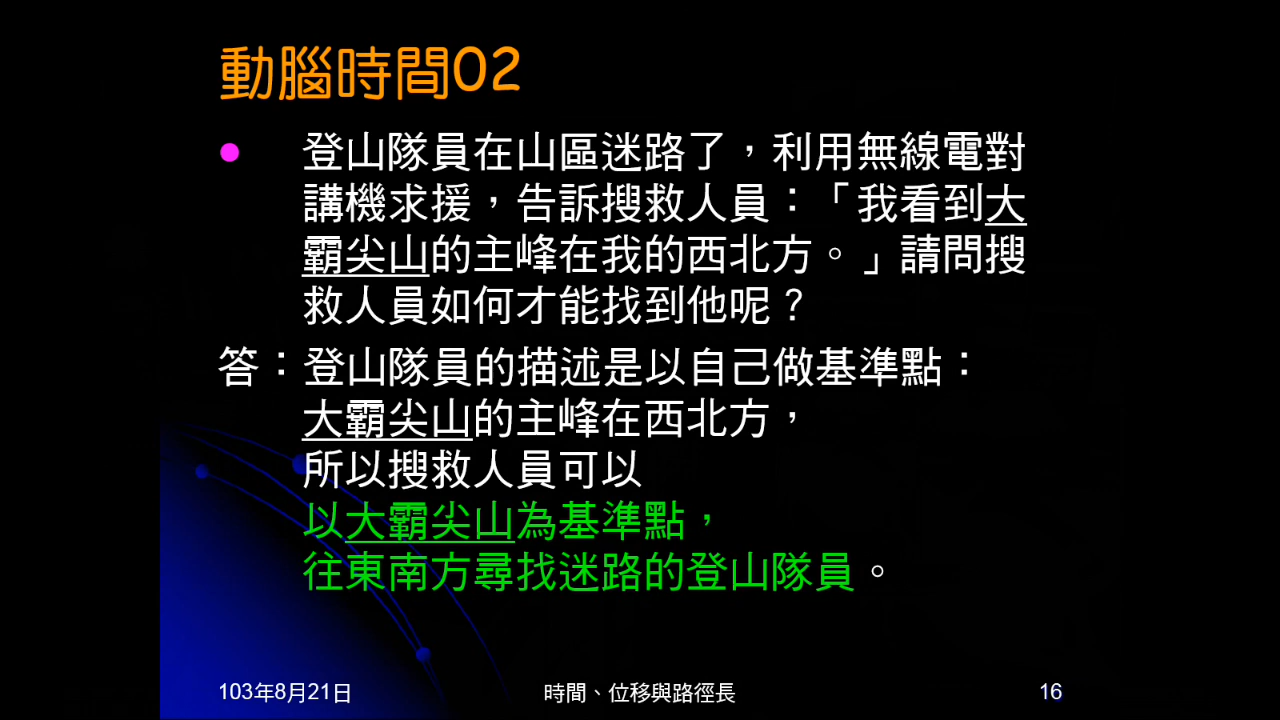 動腦時間02
● 登山隊員在山區迷路了，利用無線電對
講機求援，告訴搜救人員：「我看到大
霸尖山的主峰在我的西北方。」請問搜
救人員如何才能找到他呢？
答：登山隊員的描述是以自己做基準點：
大霸尖山的主峰在西北方，
所以搜救人員可以
以大霸尖山為基準點，
往東南方尋找迷路的登山隊員。
103年8月21日 時間、位移與路徑長 16